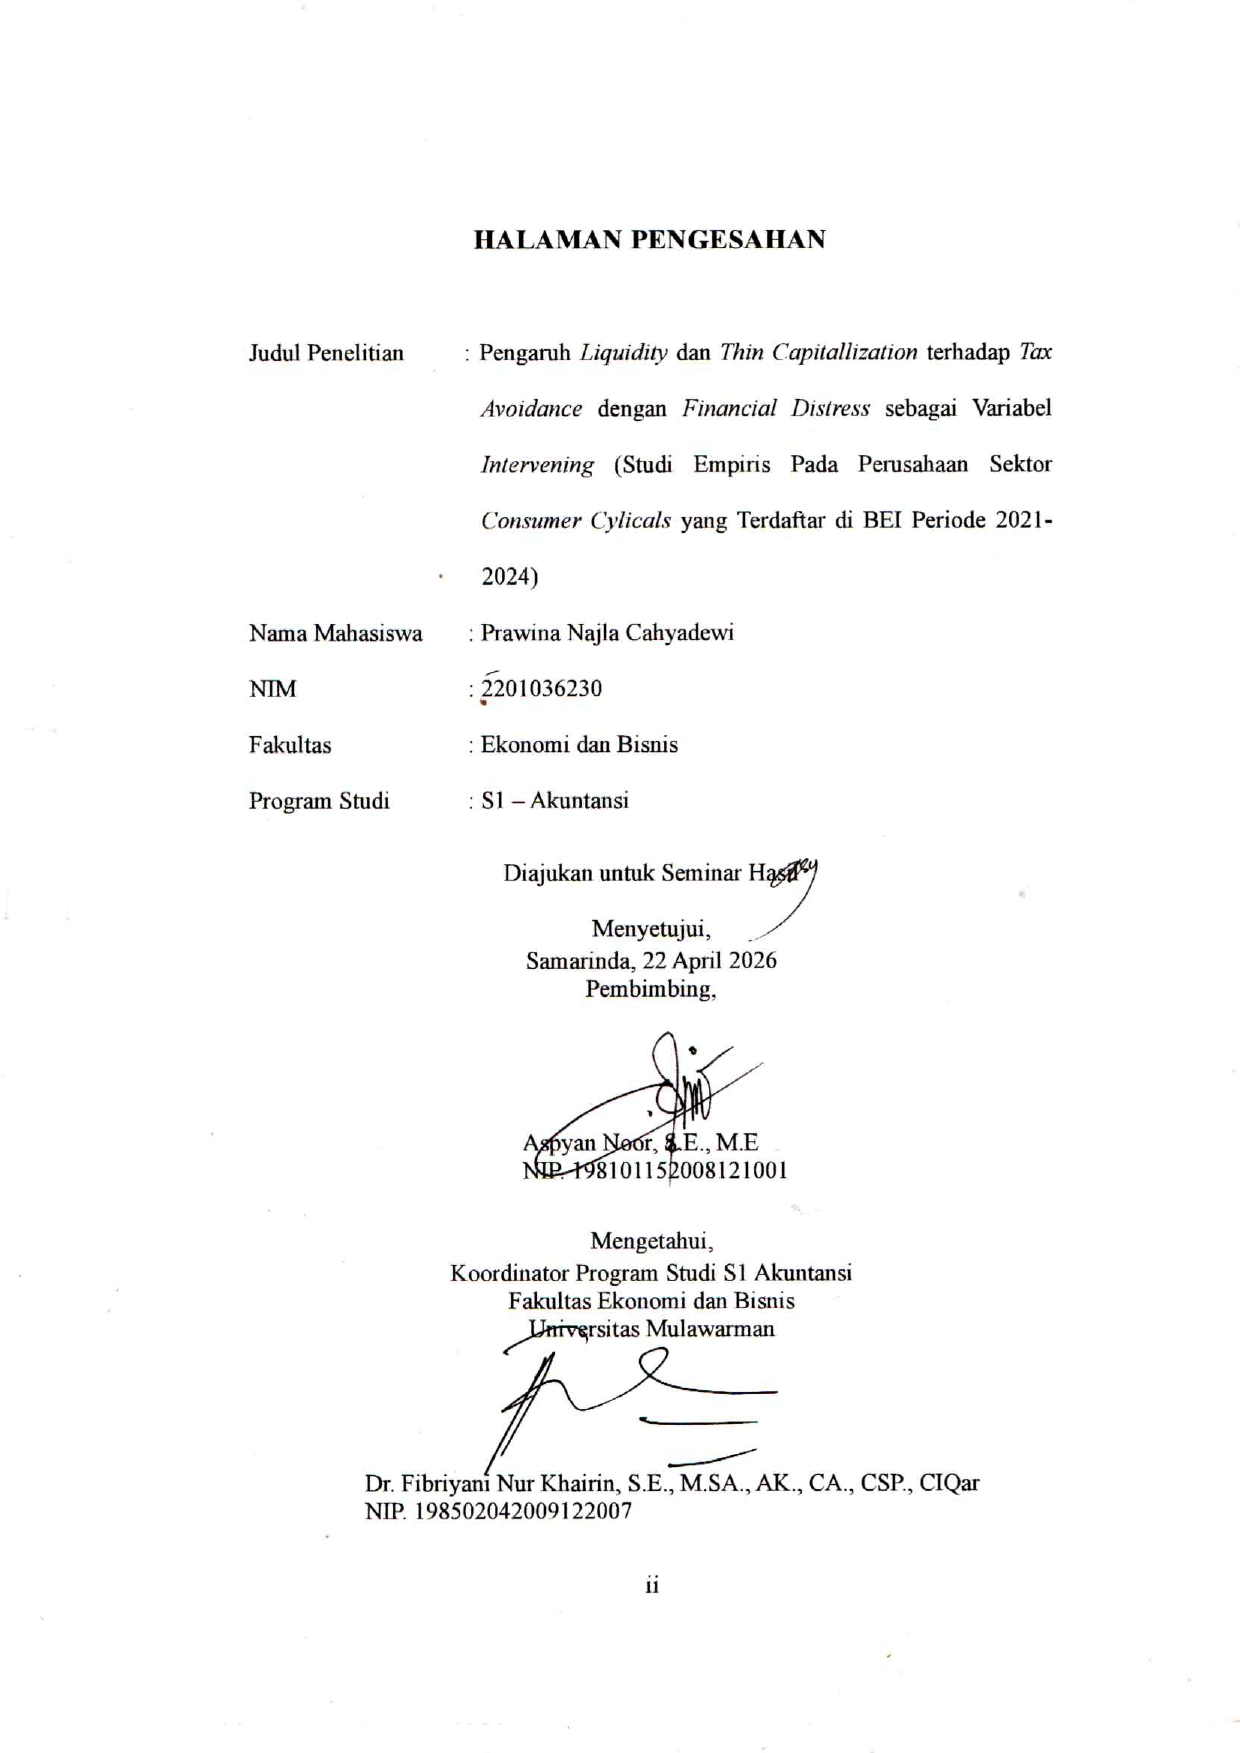 HALAMAN PENGESAHAN
Judul Penelitian : Pengaruh Liquidity dan Thin Capitallization terhadap Tax
Avoidance dengan Financial Distress sebagai Variabel
Intervening (Studi Empiris Pada Perusahaan Sektor
Consumer Cylicals yang Terdaftar di BEI Periode 2021-
2024)
Nama Mahasiswa : Prawina Najla Cahyadewi
NIM : 2201036230
Fakultas : Ekonomi dan Bisnis
Program Studi : S1 – Akuntansi
Diajukan untuk Seminar Hasil
Menyetujui,
Samarinda, 22 April 2026
Pembimbing,
Aspyan Noor, S.E., M.E
NIP. 198101152008121001
Mengetahui,
Koordinator Program Studi S1 Akuntansi
Fakultas Ekonomi dan Bisnis
Universitas Mulawarman
Dr. Fibriyani Nur Khairin, S.E., M.SA., AK., CA., CSP., CIQar
NIP. 198502042009122007
ii